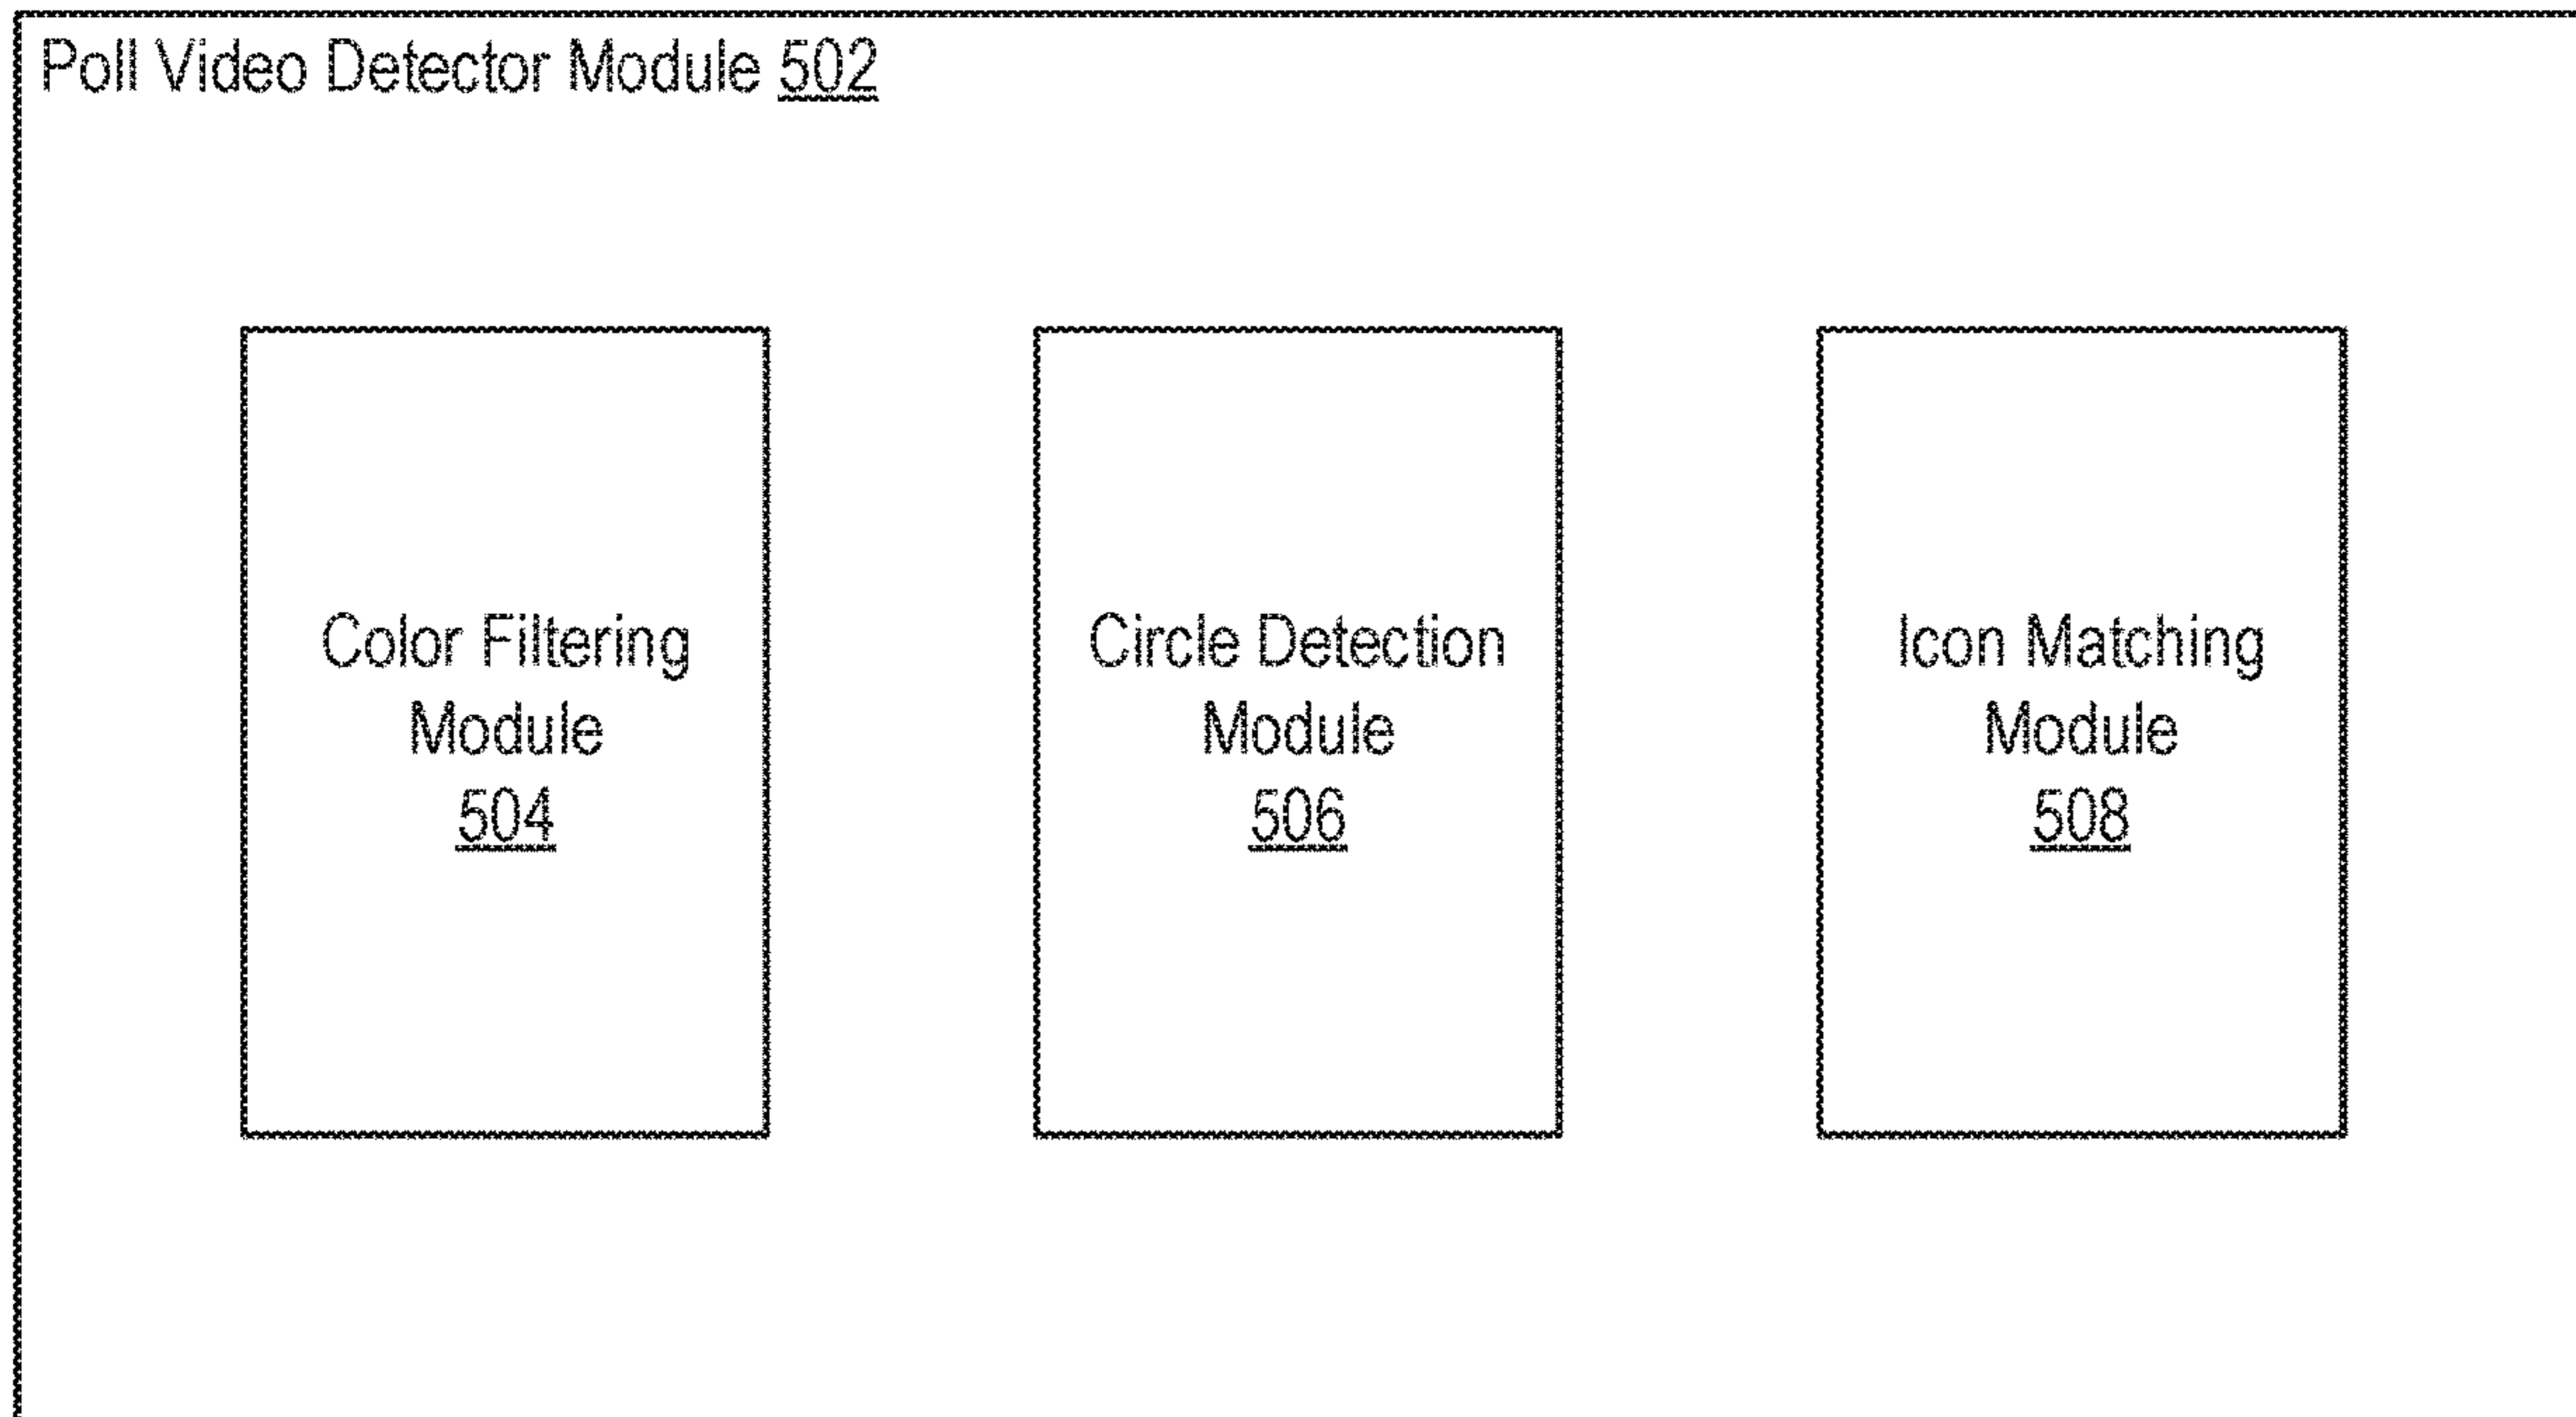 Poll Video Detector Module 502
Color Filtering
Module
504
Circle Detection
Module
506
Icon Matching
Module
508